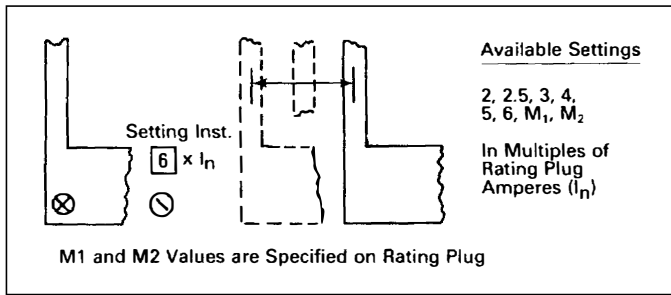 Available Settings
2, 2.5, 3, 4,
5, 6, M₁, M₂
In Multiples of
Rating Plug
Amperes (Iₙ)
Setting Inst.
6 x Iₙ
M1 and M2 Values are Specified on Rating Plug